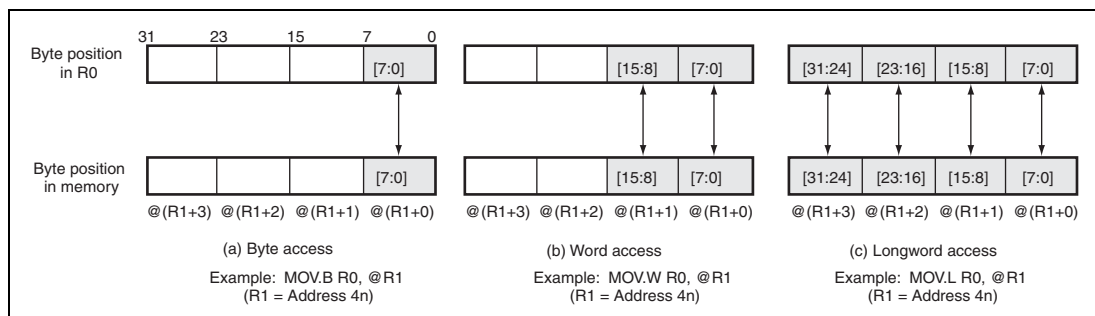 31 23 15 7 0
Byte position
in R0
[7:0]
[15:8] [7:0]
[31:24] [23:16] [15:8] [7:0]
Byte position
in memory
[7:0]
[15:8] [7:0]
[31:24] [23:16] [15:8] [7:0]
@(R1+3) @(R1+2) @(R1+1) @(R1+0)
@(R1+3) @(R1+2) @(R1+1) @(R1+0)
@(R1+3) @(R1+2) @(R1+1) @(R1+0)
(a) Byte access
Example: MOV.B R0, @R1
(R1 = Address 4n)
(b) Word access
Example: MOV.W R0, @R1
(R1 = Address 4n)
(c) Longword access
Example: MOV.L R0, @R1
(R1 = Address 4n)